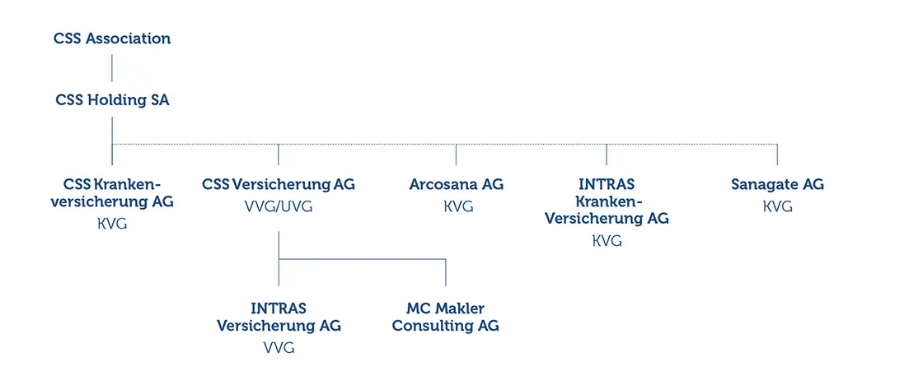 CSS Association
CSS Holding SA
CSS Kranken-
versicherung AG
KVG
CSS Versicherung AG
VVG/UVG
Arcosana AG
KVG
INTRAS
Kranken-
Versicherung AG
KVG
Sanagate AG
KVG
INTRAS
Versicherung AG
VVG
MC Makler
Consulting AG